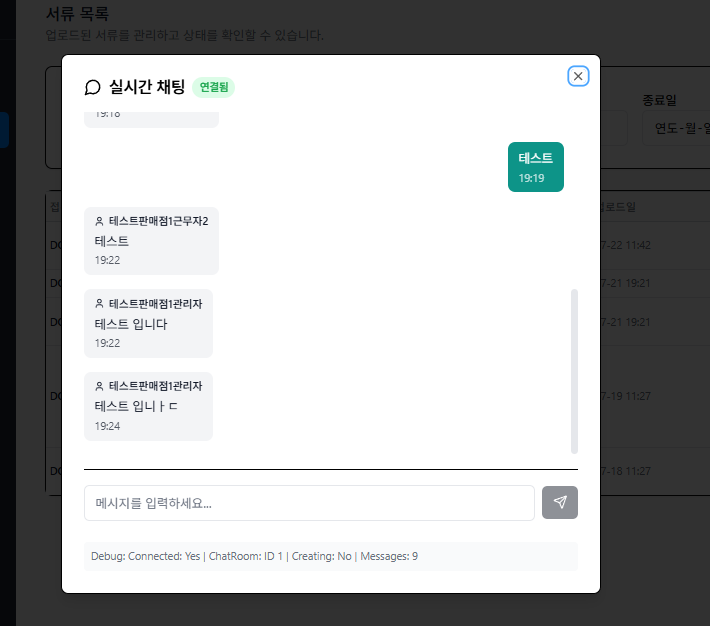 서류 목록
업로드된 서류를 관리하고 상태를 확인할 수 있습니다.
실시간 채팅 연결됨
종료일
연도-월-일
19:18
테스트
19:19
테스트판매점1근무자2
테스트
19:22
테스트판매점1관리자
테스트 입니다
19:22
테스트판매점1관리자
테스트 입니ㅏㄷ
19:24
로드일
7-22 11:42
7-21 19:21
7-21 19:21
7-19 11:27
7-18 11:27
메시지를 입력하세요...
Debug: Connected: Yes | ChatRoom: ID 1 | Creating: No | Messages: 9